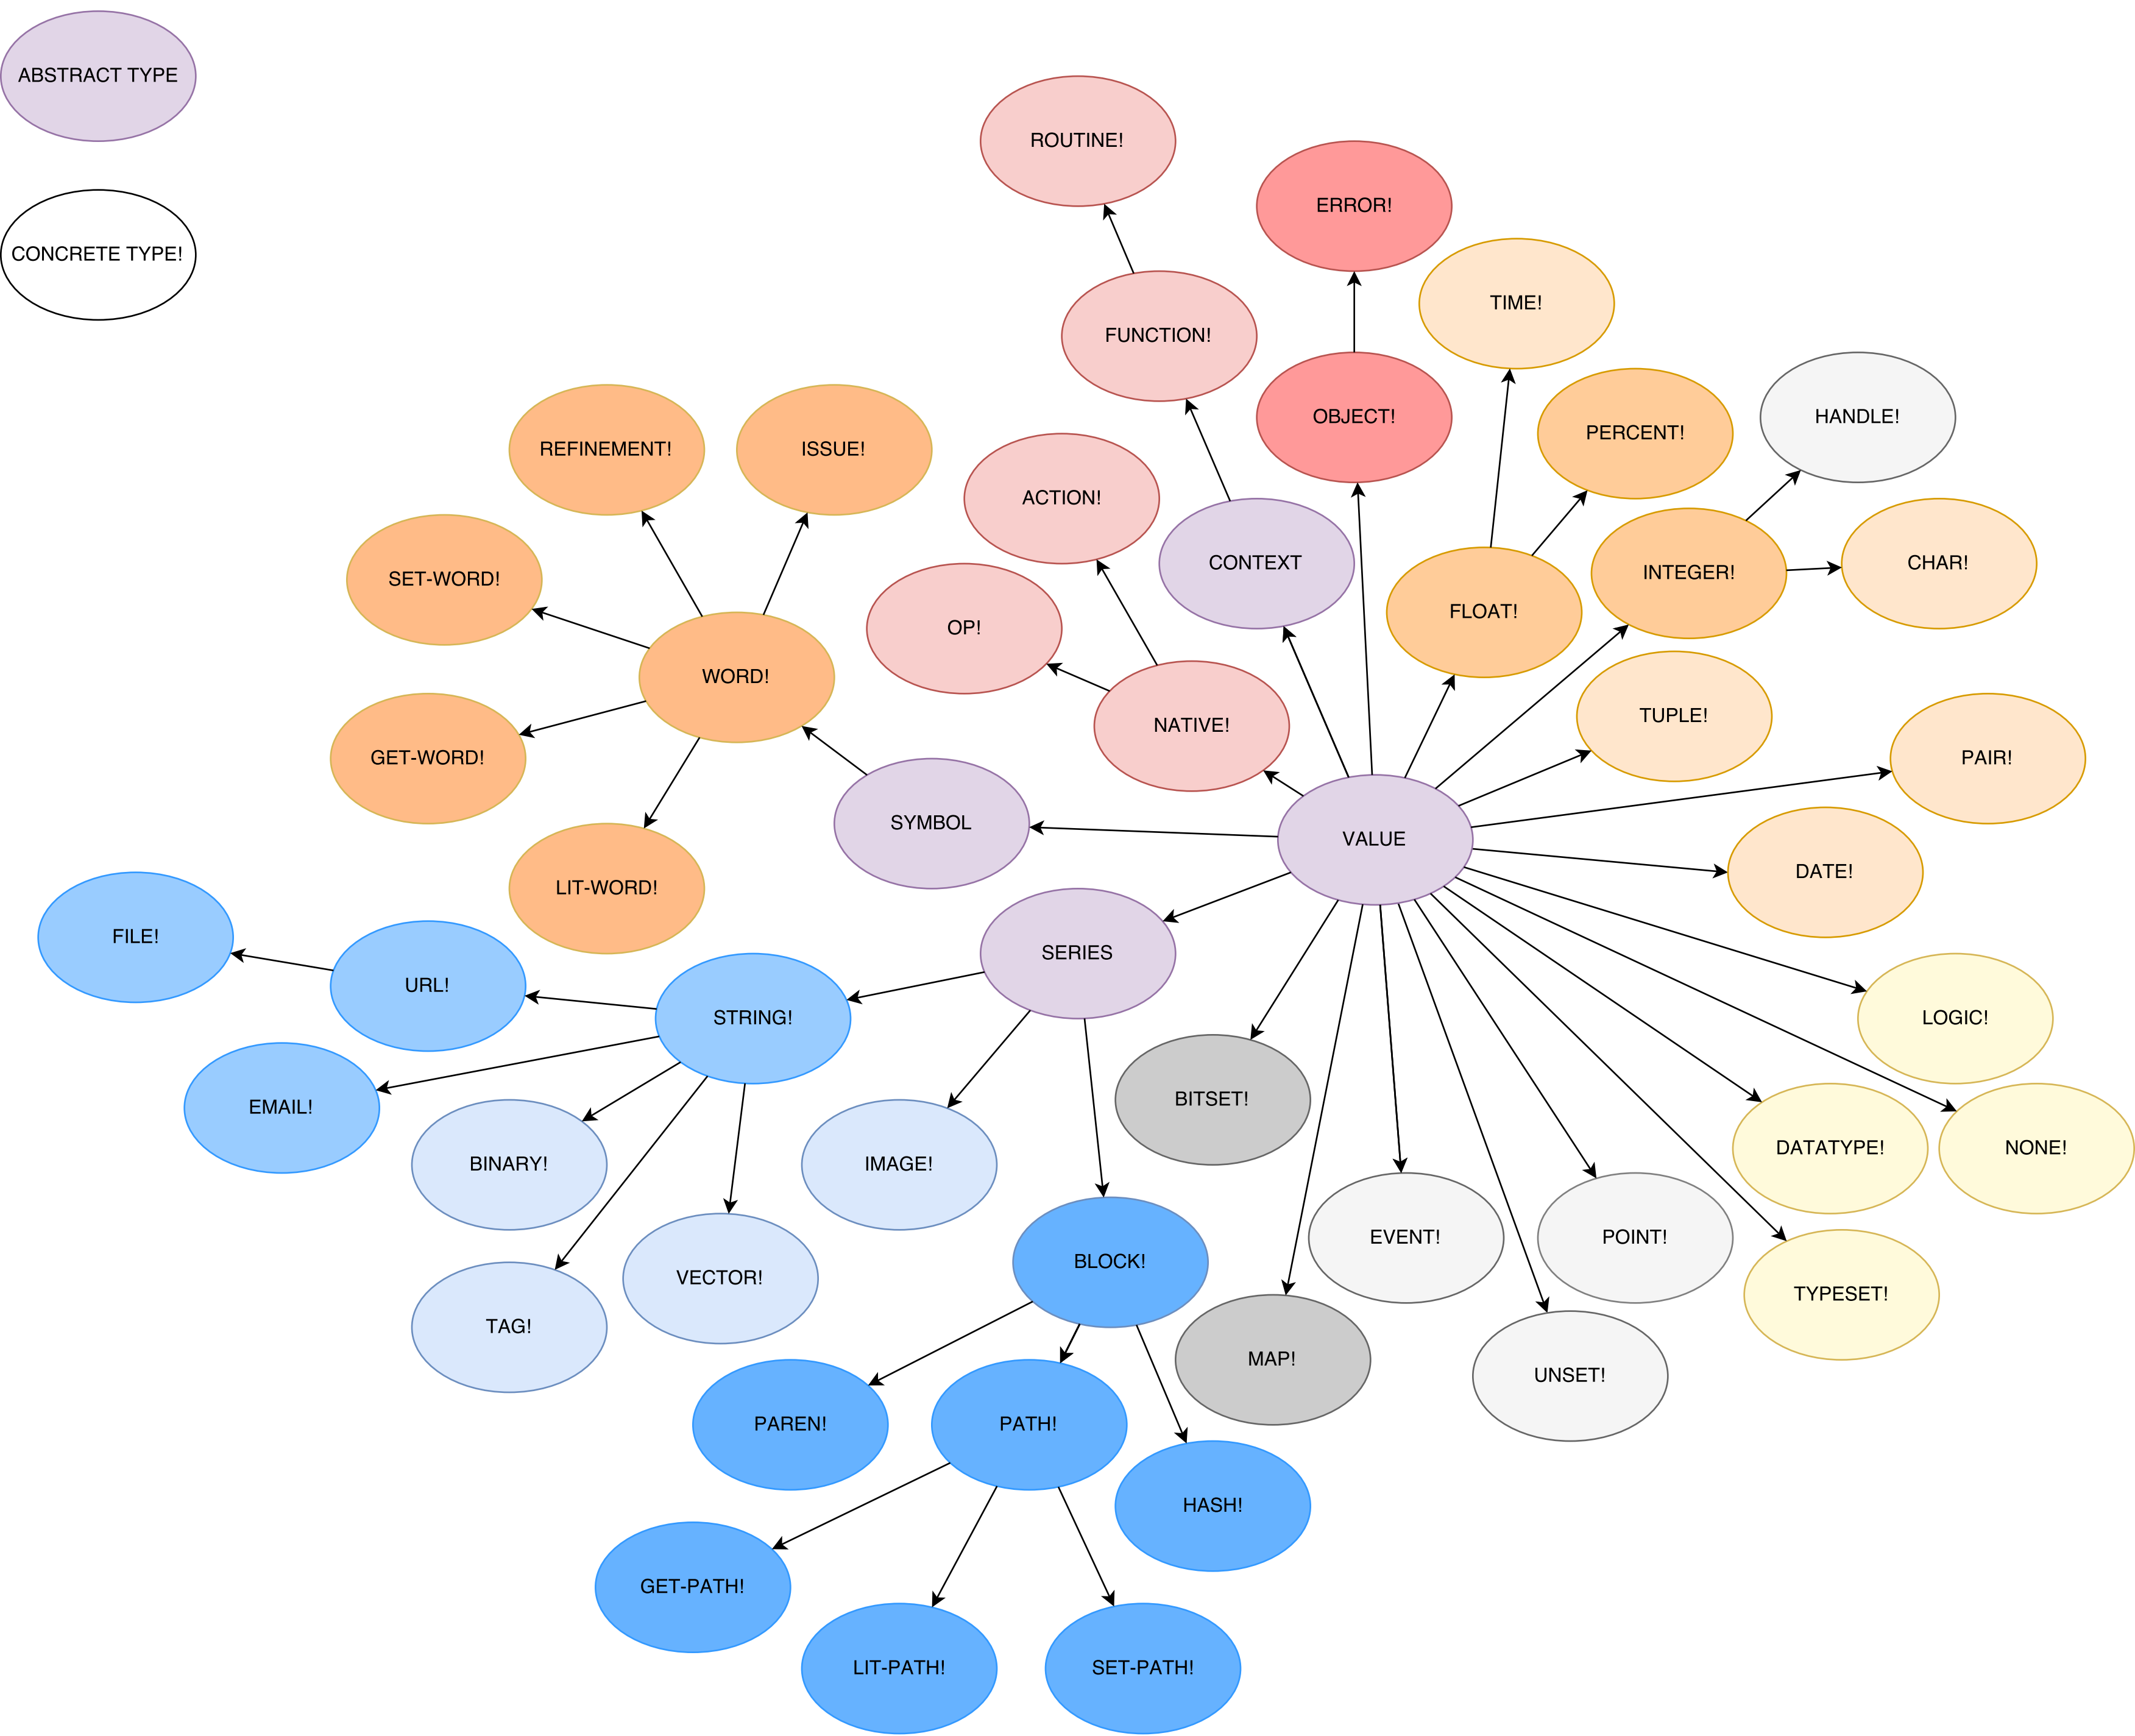 ABSTRACT TYPE
ROUTINE!
ERROR!
CONCRETE TYPE!
TIME!
FUNCTION!
OBJECT!
HANDLE!
PERCENT!
REFINEMENT!
ISSUE!
ACTION!
CONTEXT
CHAR!
INTEGER!
SET-WORD!
FLOAT!
OP!
WORD!
TUPLE!
NATIVE!
GET-WORD!
PAIR!
SYMBOL
VALUE
DATE!
LIT-WORD!
FILE!
SERIES
URL!
STRING!
LOGIC!
BITSET!
EMAIL!
DATATYPE!
NONE!
BINARY!
IMAGE!
EVENT!
POINT!
BLOCK!
VECTOR!
TYPESET!
TAG!
MAP!
UNSET!
PAREN!
PATH!
HASH!
GET-PATH!
LIT-PATH!
SET-PATH!